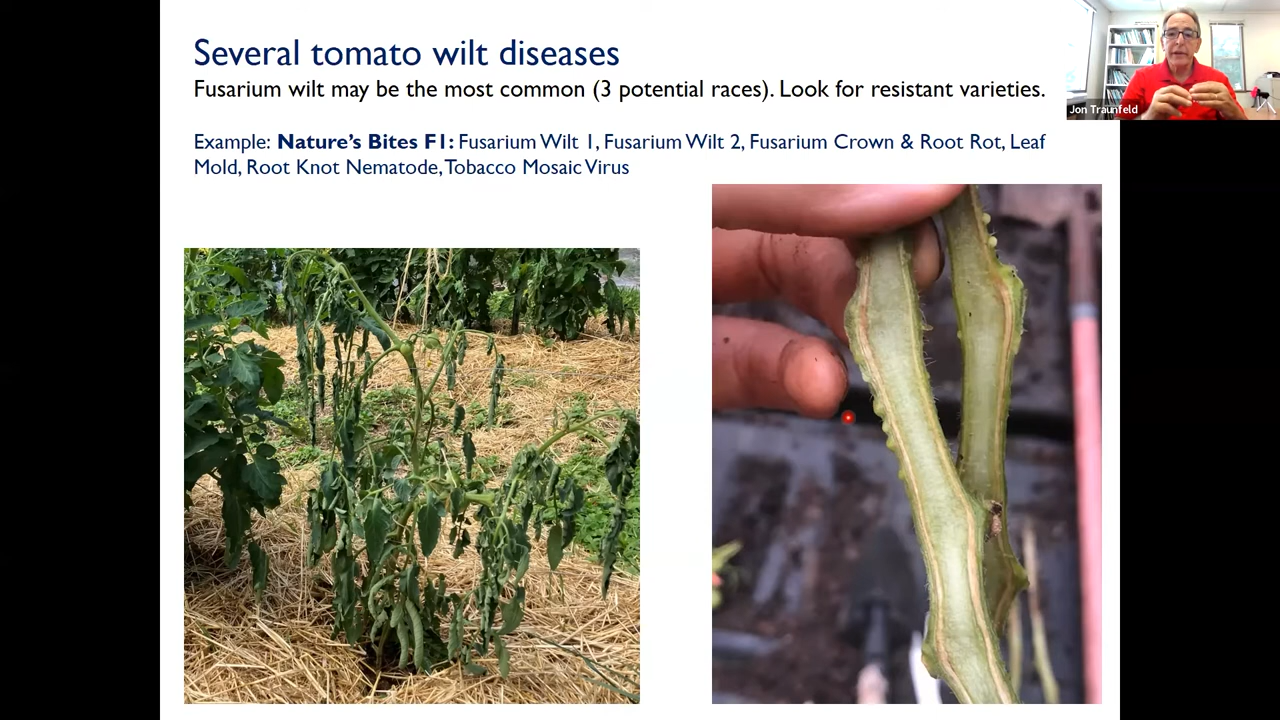 Several tomato wilt diseases
Fusarium wilt may be the most common (3 potential races). Look for resistant varieties.
Example: Nature's Bites F1: Fusarium Wilt 1, Fusarium Wilt 2, Fusarium Crown & Root Rot, Leaf
Mold, Root Knot Nematode, Tobacco Mosaic Virus
Jon Traunfeld